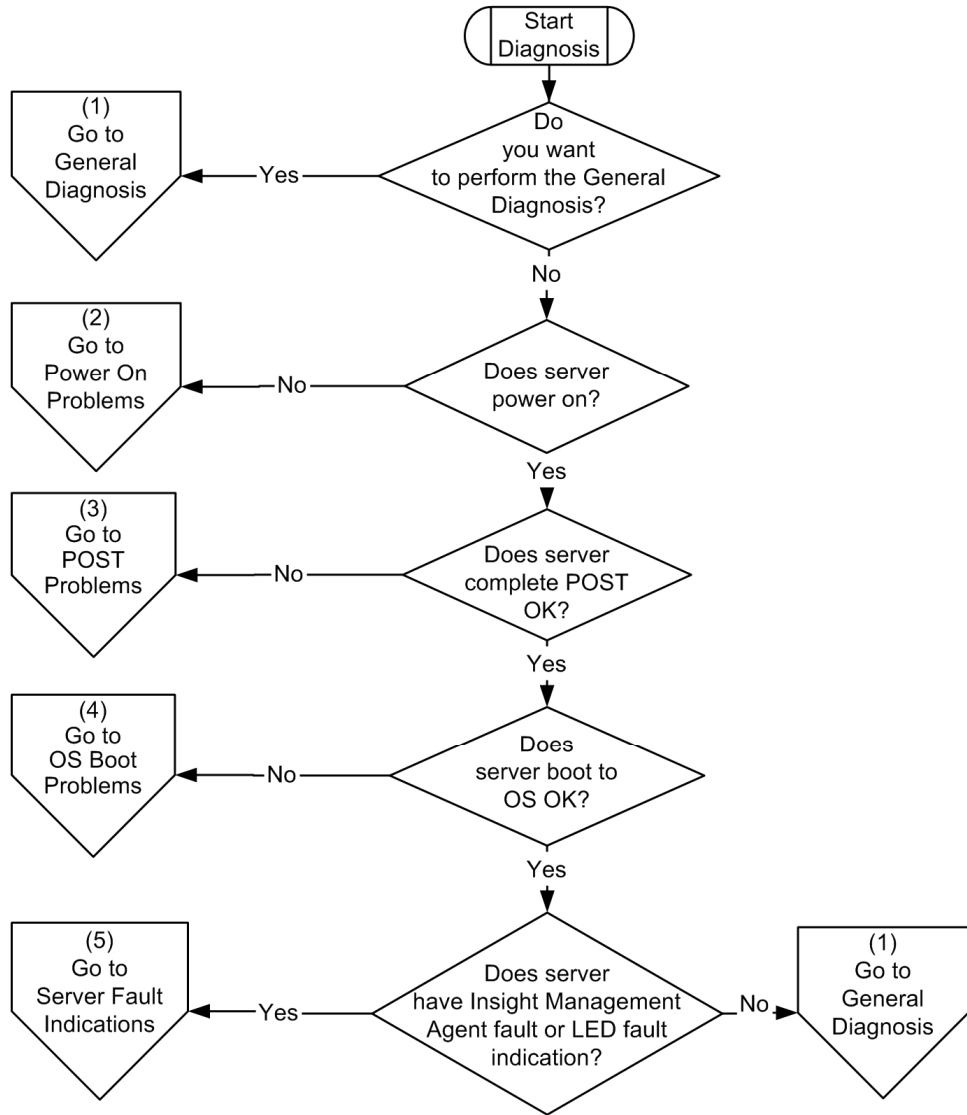 Start
Diagnosis
Do
you want
to perform the General
Diagnosis?
Yes
(1)
Go to
General
Diagnosis
No
Does server
power on?
No
(2)
Go to
Power On
Problems
Yes
Does server
complete POST
OK?
No
(3)
Go to
POST
Problems
Yes
Does
server boot to
OS OK?
No
(4)
Go to
OS Boot
Problems
Yes
Does server
have Insight Management
Agent fault or LED fault
indication?
Yes
(5)
Go to
Server Fault
Indications
No
(1)
Go to
General
Diagnosis